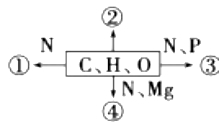 ②
N
N、P
① C、H、O ③
N、Mg
④